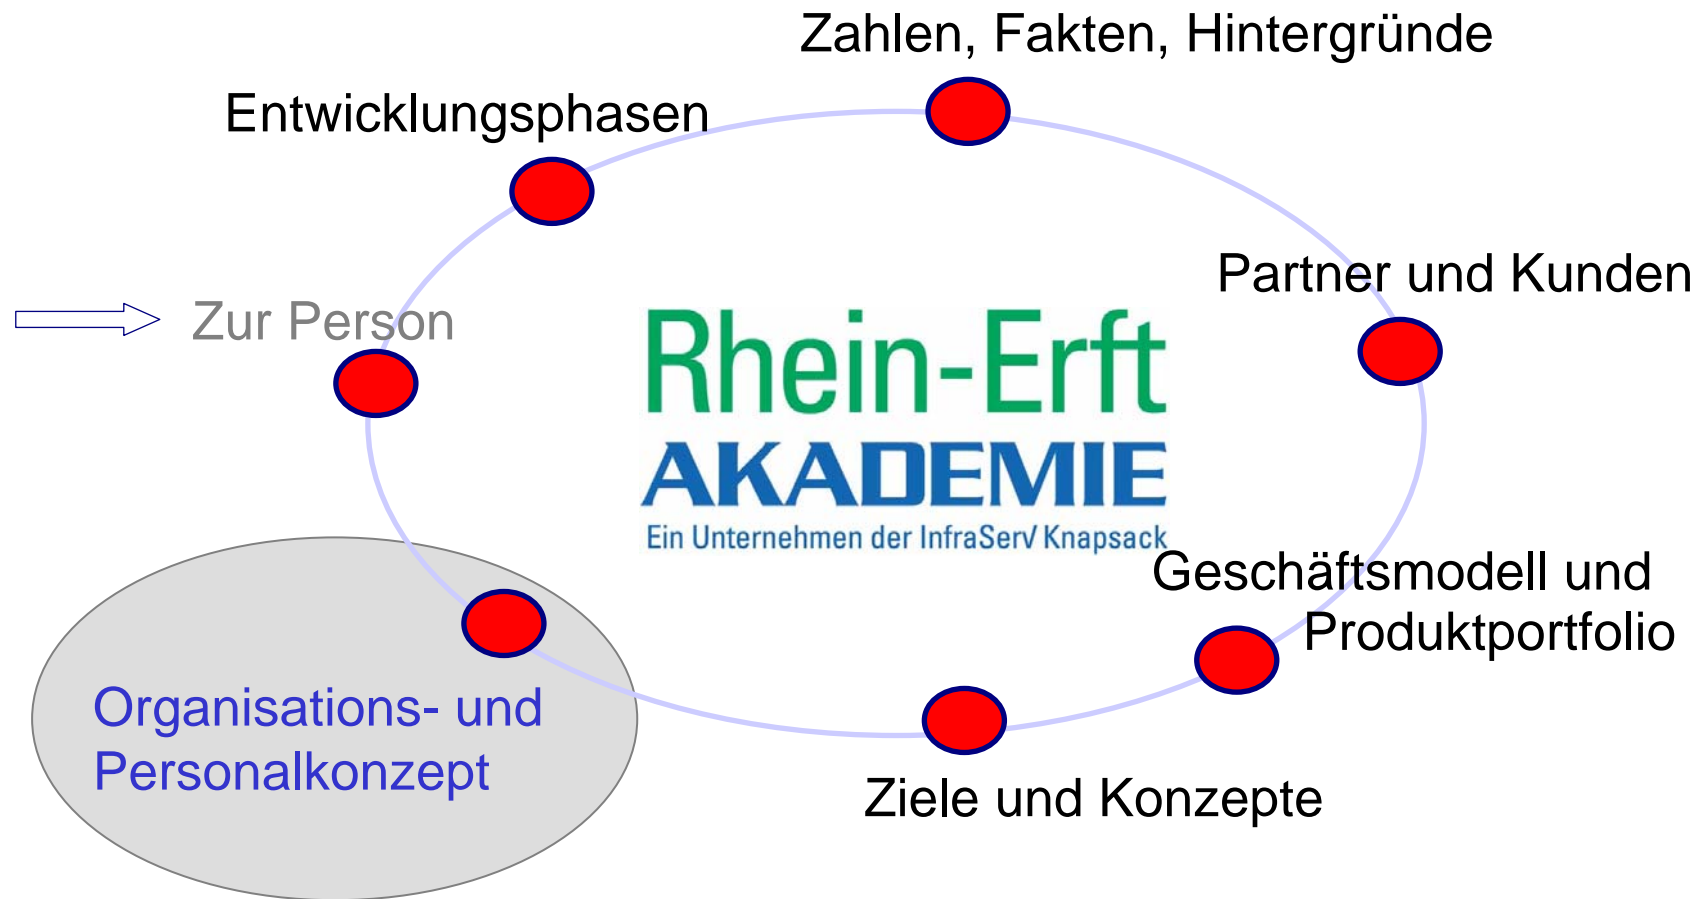 Zahlen, Fakten, Hintergründe
Entwicklungsphasen
Partner und Kunden
Zur Person
Rhein-Erft
AKADEMIE
Ein Unternehmen der InfraServ Knapsack
Geschäftsmodell und
Produktportfolio
Organisations- und
Personalkonzept
Ziele und Konzepte